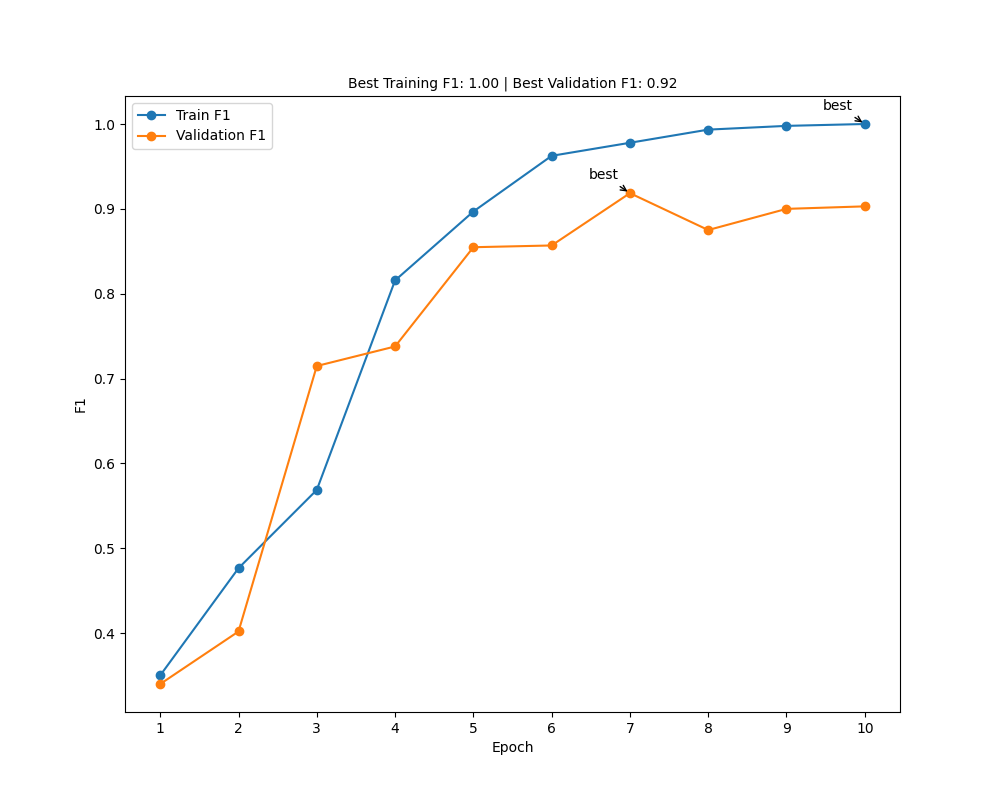 Best Training F1: 1.00 | Best Validation F1: 0.92
Train F1
Validation F1
best
best
1.0
0.9
0.8
0.7
0.6
0.5
0.4
F1
1 2 3 4 5 6 7 8 9 10
Epoch